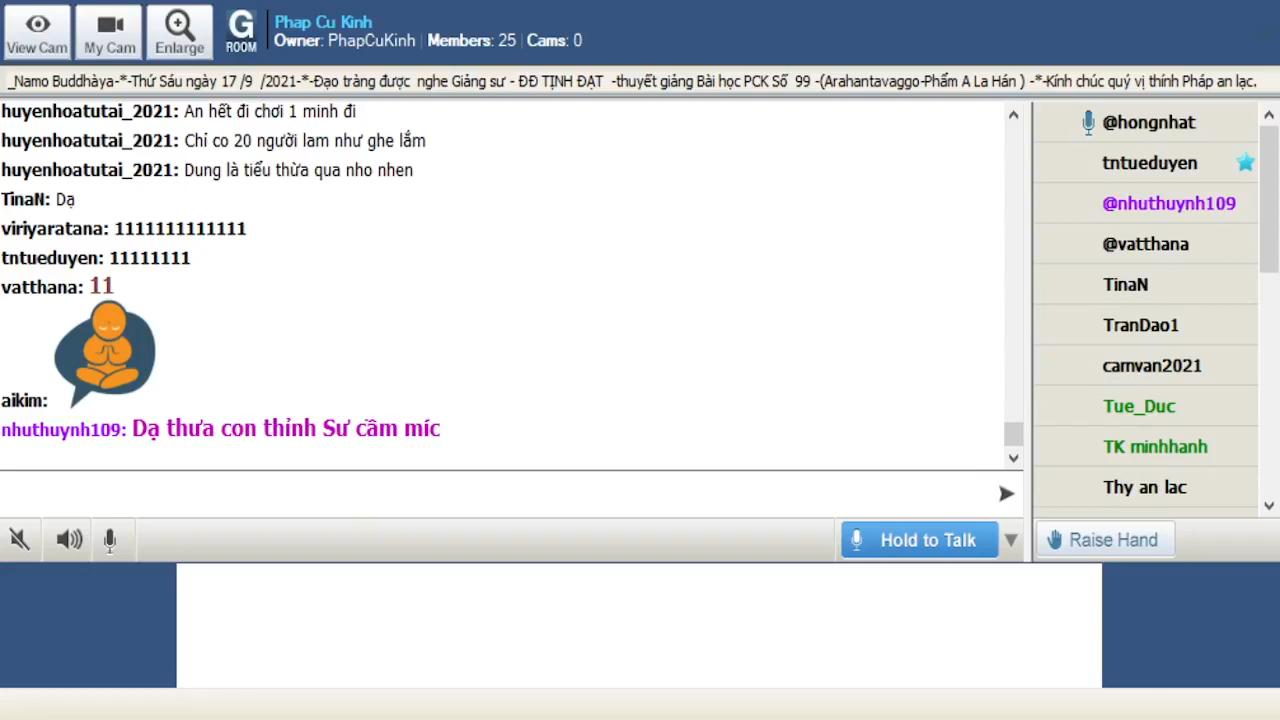 View Cam
My Cam
Enlarge
G
ROOM
Phap Cu Kinh
Owner: PhapCuKinh | Members: 25 | Cams: 0
_Namo Buddhàya-*-Thứ Sáu ngày 17 /9 /2021-*-Đạo tràng được nghe Giảng sư - ĐĐ TỊNH ĐẠT -thuyết giảng Bài học PCK Số 99 -(Arahantavaggo-Phẩm A La Hán ) -*-Kính chúc quý vị thính Pháp an lạc.
huyenhoatutai_2021: An hết đi chơi 1 minh đi
huyenhoatutai_2021: Chỉ co 20 người lam như ghe lắm
huyenhoatutai_2021: Dung là tiểu thừa qua nho nhen
TinaN: Dạ
viriyaratana: 1111111111111
tntueduyen: 11111111
vatthana: 11
aikim:
nhuthuynh109: Dạ thưa con thỉnh Sư cầm míc
@hongnhat
tntueduyen
@nhuthuynh109
@vatthana
TinaN
TranDao1
camvan2021
Tue_Duc
TK minhhanh
Thy an lac
Hold to Talk
Raise Hand